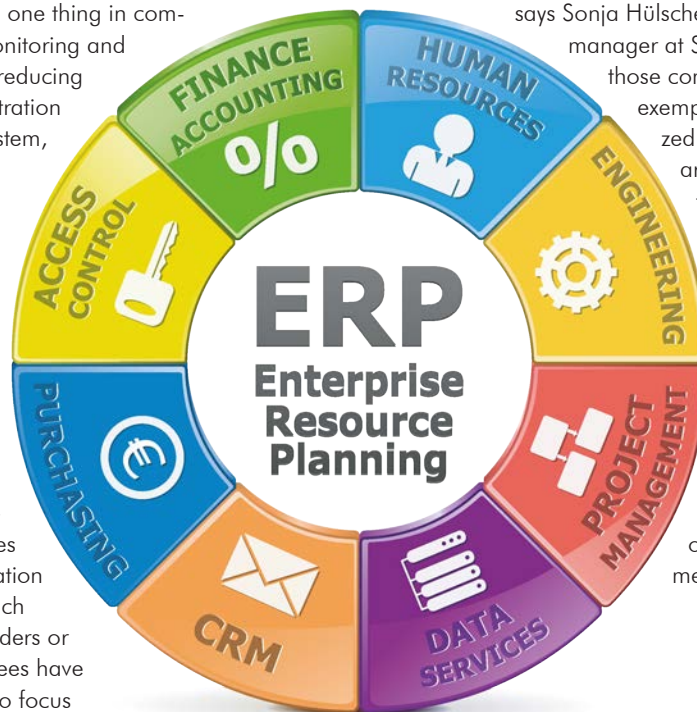 one thing in com-
onitoring and
reducing
tration
stem,
es
ation
ch
ders or
ees have
o focus
FINANCE
ACCOUNTING
%
HUMAN
RESOURCES
ENGINEERING
PROJECT
MANAGEMENT
DATA
SERVICES
CRM
PURCHASING
€
ACCESS
CONTROL
ERP
Enterprise
Resource
Planning
says Sonja Hülsche
manager at S
those con
exemp
zed
ar
c
me